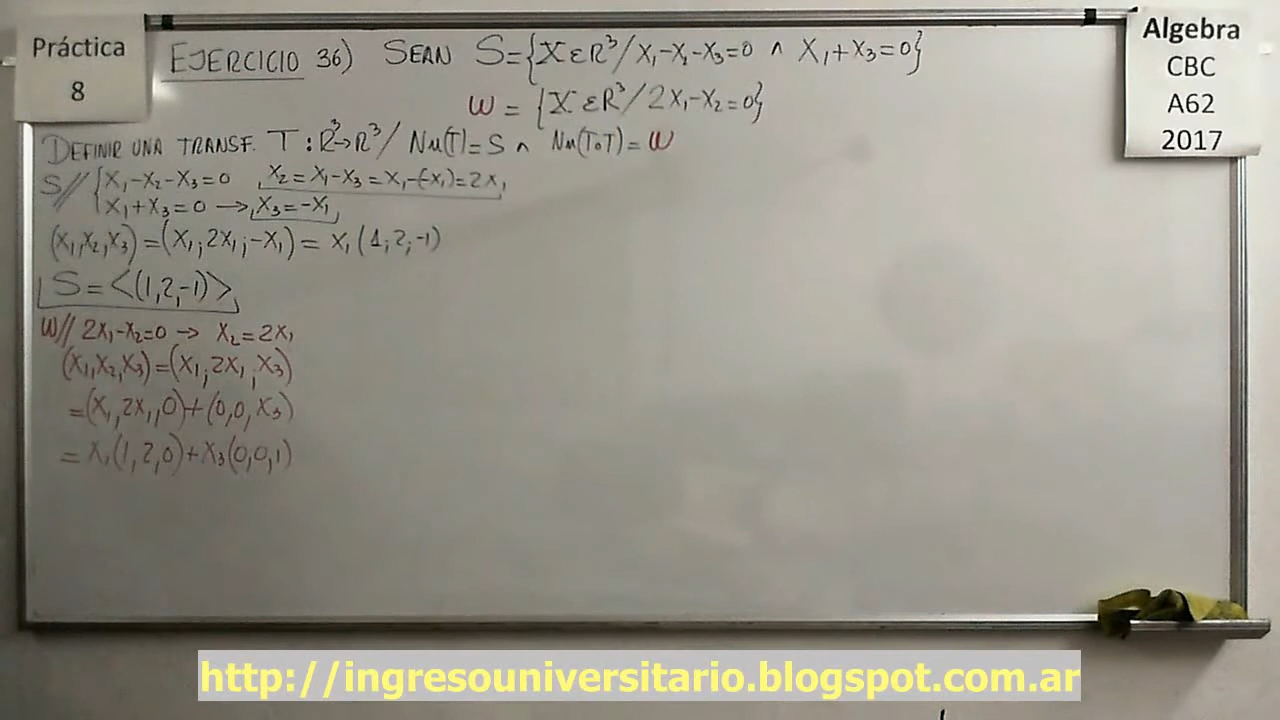 Práctica
8
EJERCICIO 36) SEAN S={X∈R³/X₁-X₂-X₃=0 ∧ X₁+X₃=0}
W = {X∈R³/2X₁-X₂=0}
DEFINIR UNA TRANSF. T:R³→R³/ Nu(T)=S ∧ Nu(T∘T)=W
S// { X₁-X₂-X₃=0 X₂=X₁-X₃=X₁-(-X₁)=2X₁
X₁+X₃=0 → X₃=-X₁
(X₁,X₂,X₃)=(X₁;2X₁;-X₁)= X₁(1;2;-1)
S=<(1,2,-1)>
W// 2X₁-X₂=0 → X₂=2X₁
(X₁,X₂,X₃)=(X₁,2X₁,X₃)
=(X₁,2X₁,0)+(0,0,X₃)
=X₁(1,2,0)+X₃(0,0,1)
Algebra
CBC
A62
2017
http://ingresouniversitario.blogspot.com.ar